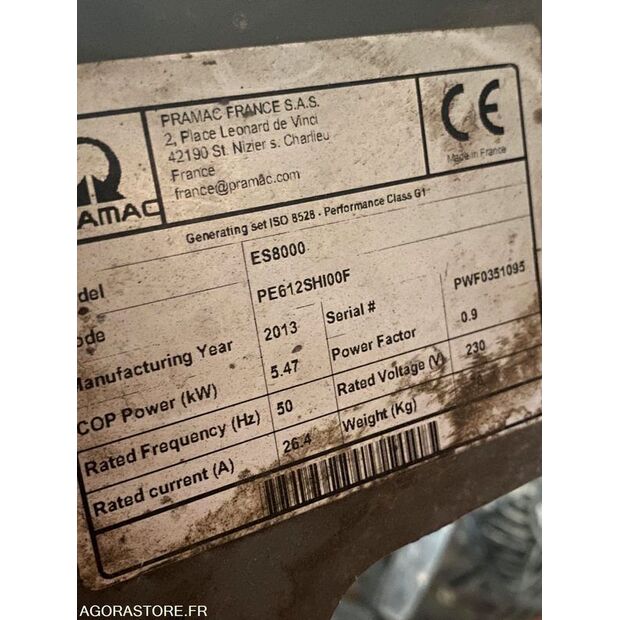 AMAC
PRAMAC FRANCE S.A.S.
2, Place Leonard de Vinci
42190 St. Nizier s. Charlieu
France
france@pramac.com
CE
Made in France
Generating set ISO 8528 - Performance Class G1
del ES8000
ode PE612SHI00F
Manufacturing Year 2013 Serial # PWF0351095
COP Power (kW) 5.47 Power Factor 0.9
Rated Frequency (Hz) 50 Rated Voltage (V) 230
Rated current (A) 26.4 Weight (Kg)
AGORASTORE.FR